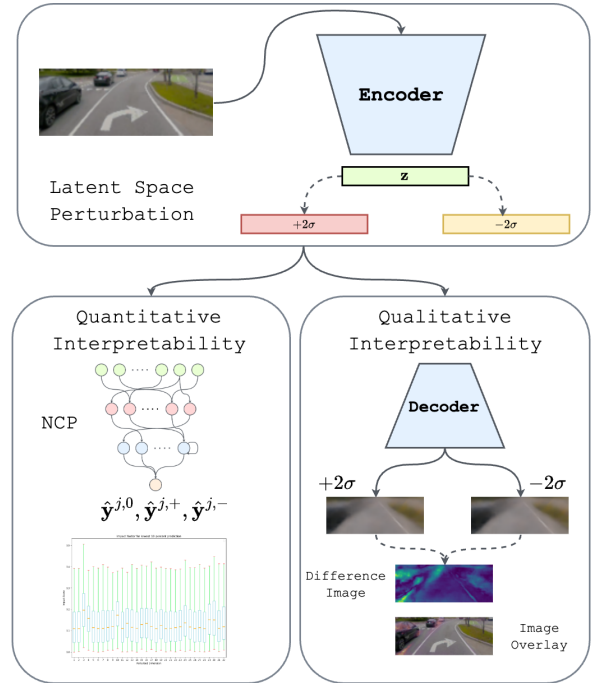 Encoder
z
Latent Space
Perturbation
+2σ
−2σ
Quantitative
Interpretability
NCP
ŷ^{j,0}, ŷ^{j,+}, ŷ^{j,−}
Qualitative
Interpretability
Decoder
+2σ
−2σ
Difference
Image
Image
Overlay